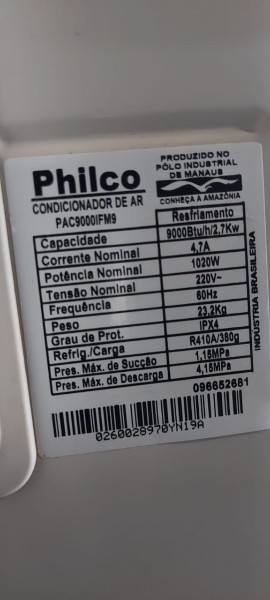 Philco
PRODUZIDO NO
PÓLO INDUSTRIAL
DE MANAUS
CONHEÇA A AMAZÔNIA
CONDICIONADOR DE AR
PAC9000IFM9
Resfriamento
Capacidade 9000Btu/h/2,7Kw
Corrente Nominal 4,7A
Potência Nominal 1020W
Tensão Nominal 220V~
Frequência 60Hz
Peso 23,2Kg
Grau de Prot. IPX4
Refrig./Carga R410A/380g
Pres. Máx. de Sucção 1,15MPa
Pres. Máx. de Descarga 4,15MPa
INDÚSTRIA BRASILEIRA
096652681
0260028970YN19A